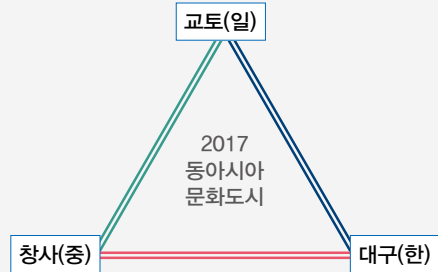 교토(일)
2017
동아시아
문화도시
창사(중)
대구(한)